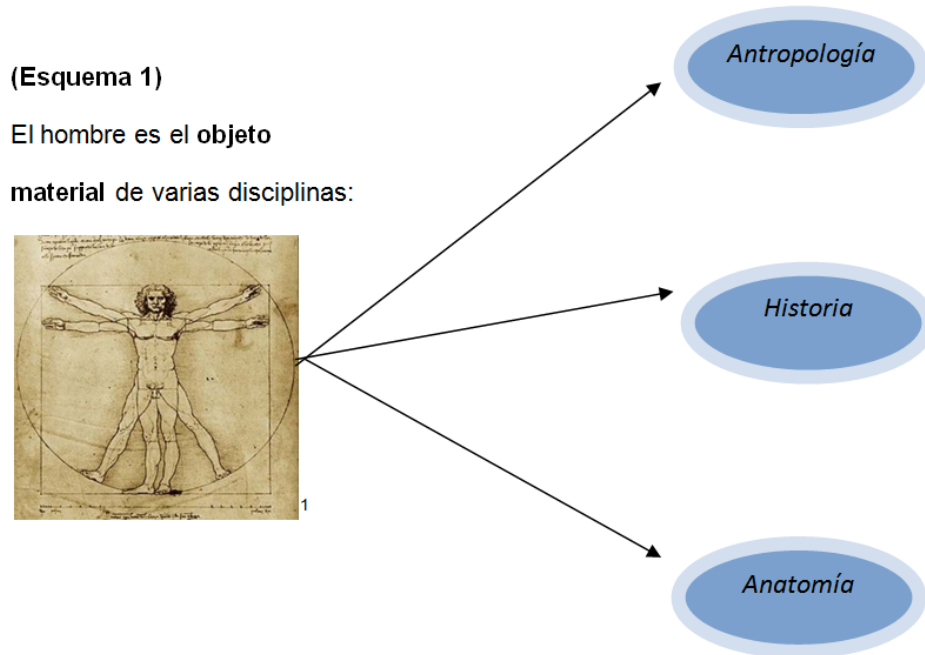 (Esquema 1)
El hombre es el objeto
material de varias disciplinas:
1
Antropología
Historia
Anatomía